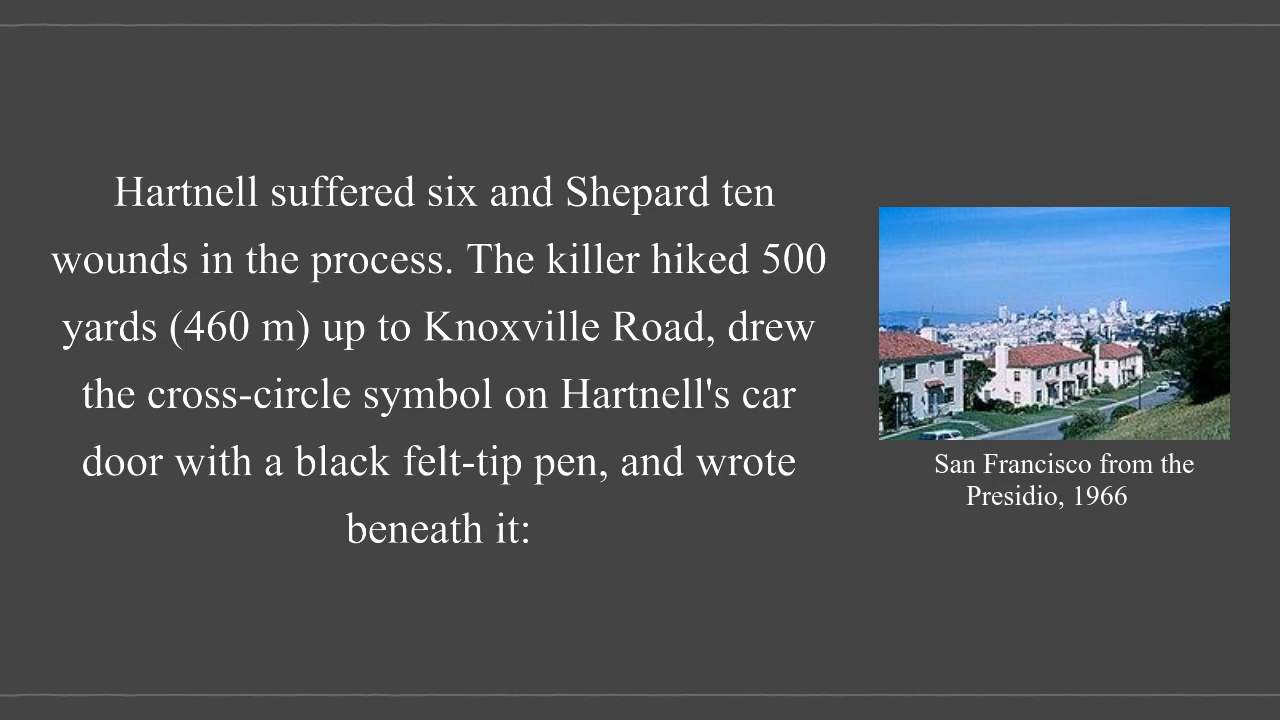 Hartnell suffered six and Shepard ten
wounds in the process. The killer hiked 500
yards (460 m) up to Knoxville Road, drew
the cross-circle symbol on Hartnell's car
door with a black felt-tip pen, and wrote
beneath it:
San Francisco from the
Presidio, 1966